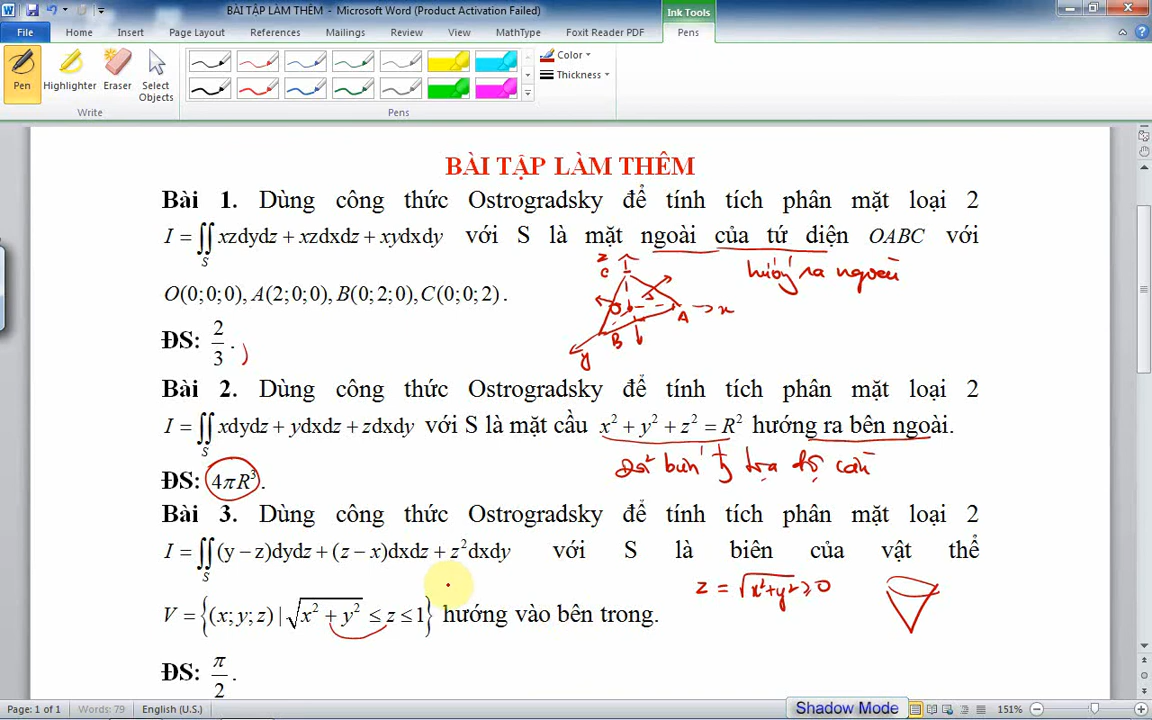 BÀI TẬP LÀM THÊM - Microsoft Word (Product Activation Failed)
Ink Tools
File Home Insert Page Layout References Mailings Review View MathType Foxit Reader PDF Pens
Pen Highlighter Eraser Select Objects
Color
Thickness
Write Pens
BÀI TẬP LÀM THÊM
Bài 1. Dùng công thức Ostrogradsky để tính tích phân mặt loại 2
I = ∬_S xzdydz + xzdxdz + xydxdy với S là mặt ngoài của tứ diện OABC với
hướng ra ngoài
z
C
O
A
x
B
y
O(0;0;0), A(2;0;0), B(0;2;0), C(0;0;2).
ĐS: 2/3.
Bài 2. Dùng công thức Ostrogradsky để tính tích phân mặt loại 2
I = ∬_S xdydz + ydxdz + zdxdy với S là mặt cầu x² + y² + z² = R² hướng ra bên ngoài.
tọa độ cầu
ĐS: 4πR³.
Bài 3. Dùng công thức Ostrogradsky để tính tích phân mặt loại 2
I = ∬_S (y − z)dydz + (z − x)dxdz + z²dxdy với S là biên của vật thể
z = √(x²+y²) ≥ 0
V = {(x; y; z) | √(x² + y²) ≤ z ≤ 1} hướng vào bên trong.
ĐS: π/2.
Page: 1 of 1 Words: 79 English (U.S.) Shadow Mode 151%